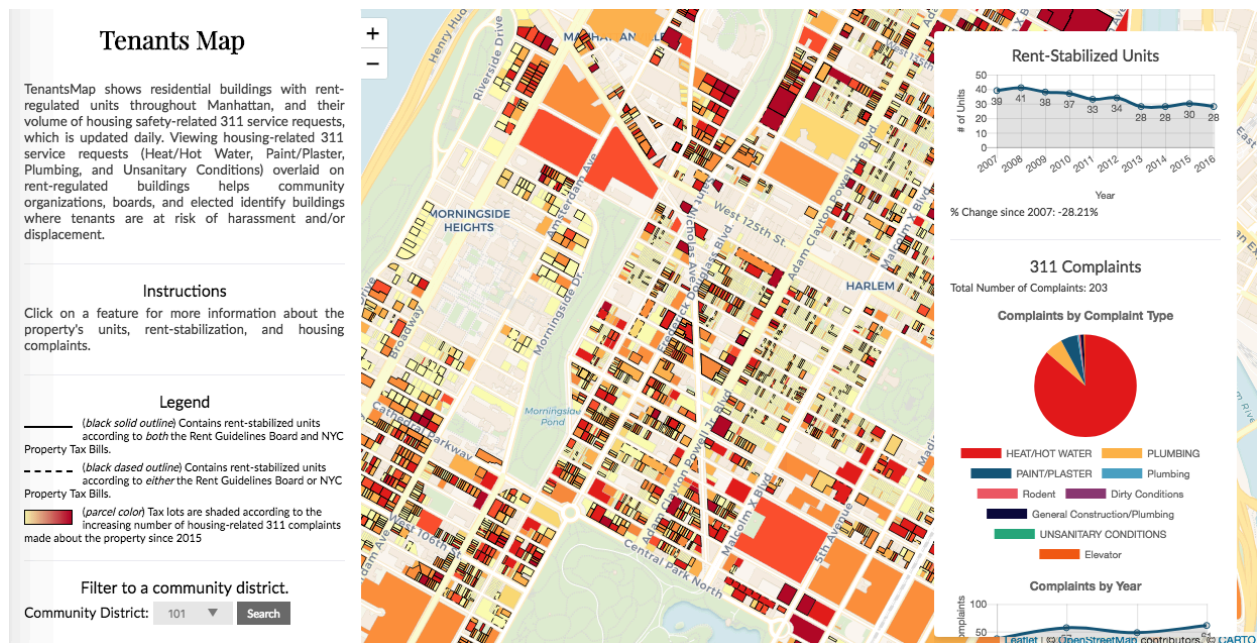 Tenants Map
TenantsMap shows residential buildings with rent-
regulated units throughout Manhattan, and their
volume of housing safety-related 311 service requests,
which is updated daily. Viewing housing-related 311
service requests (Heat/Hot Water, Paint/Plaster,
Plumbing, and Unsanitary Conditions) overlaid on
rent-regulated buildings helps community
organizations, boards, and elected identify buildings
where tenants are at risk of harassment and/or
displacement.
Instructions
Click on a feature for more information about the
property's units, rent-stabilization, and housing
complaints.
Legend
(black solid outline) Contains rent-stabilized units
according to both the Rent Guidelines Board and NYC
Property Tax Bills.
(black dased outline) Contains rent-stabilized units
according to either the Rent Guidelines Board or NYC
Property Tax Bills.
(parcel color) Tax lots are shaded according to the
increasing number of housing-related 311 complaints
made about the property since 2015
Filter to a community district.
Community District: 101 ▼ Search
+
−
Riverside Drive
Amsterdam Ave
MORNINGSIDE
HEIGHTS
Broadway
Morningside Dr.
Cathedral Parkway
Morningside
Pond
West 106th St
West 125th St.
Frederick Douglass Blvd.
Adam Clayton Powell Jr. Blvd.
Malcolm X Blvd
HARLEM
Adam Clayton Powell Jr. Blvd
Malcolm X Blvd
5th Avenue
Central Park North
Rent-Stabilized Units
# of Units
50
40
30
20
10
0
39 41 38 37 33 34 28 28 30 28
2007 2008 2009 2010 2011 2012 2013 2014 2015 2016
Year
% Change since 2007: -28.21%
311 Complaints
Total Number of Complaints: 203
Complaints by Complaint Type
HEAT/HOT WATER PLUMBING
PAINT/PLASTER Plumbing
Rodent Dirty Conditions
General Construction/Plumbing
UNSANITARY CONDITIONS
Elevator
Complaints by Year
100
50
Leaflet | © OpenStreetMap contributors, © CARTO